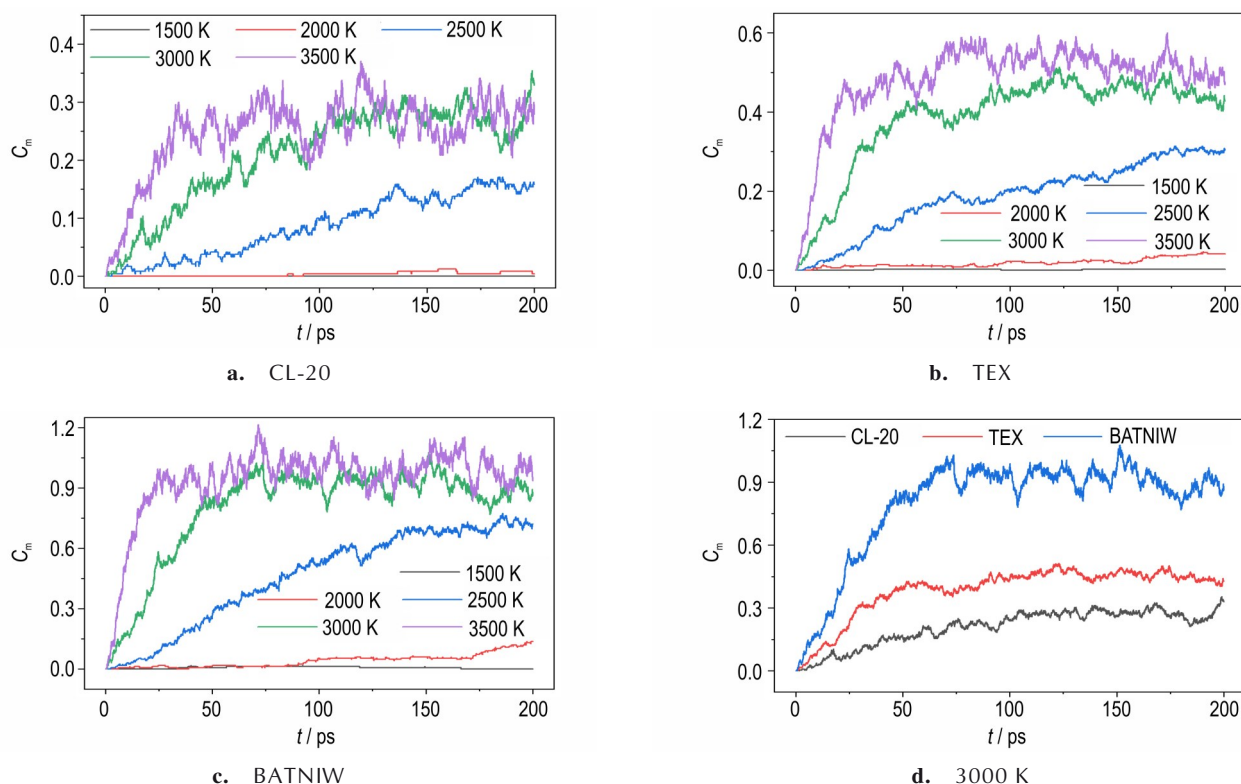 1500 K 2000 K 2500 K
3000 K 3500 K
0.4
0.3
0.2
0.1
0.0
C_m
0 50 100 150 200
t / ps
a. CL-20
0.6
0.4
0.2
0.0
C_m
1500 K
2000 K 2500 K
3000 K 3500 K
0 50 100 150 200
t / ps
b. TEX
1.2
0.9
0.6
0.3
0.0
C_m
1500 K
2000 K 2500 K
3000 K 3500 K
0 50 100 150 200
t / ps
c. BATNIW
CL-20 TEX BATNIW
1.2
0.9
0.6
0.3
0.0
C_m
0 50 100 150 200
t / ps
d. 3000 K